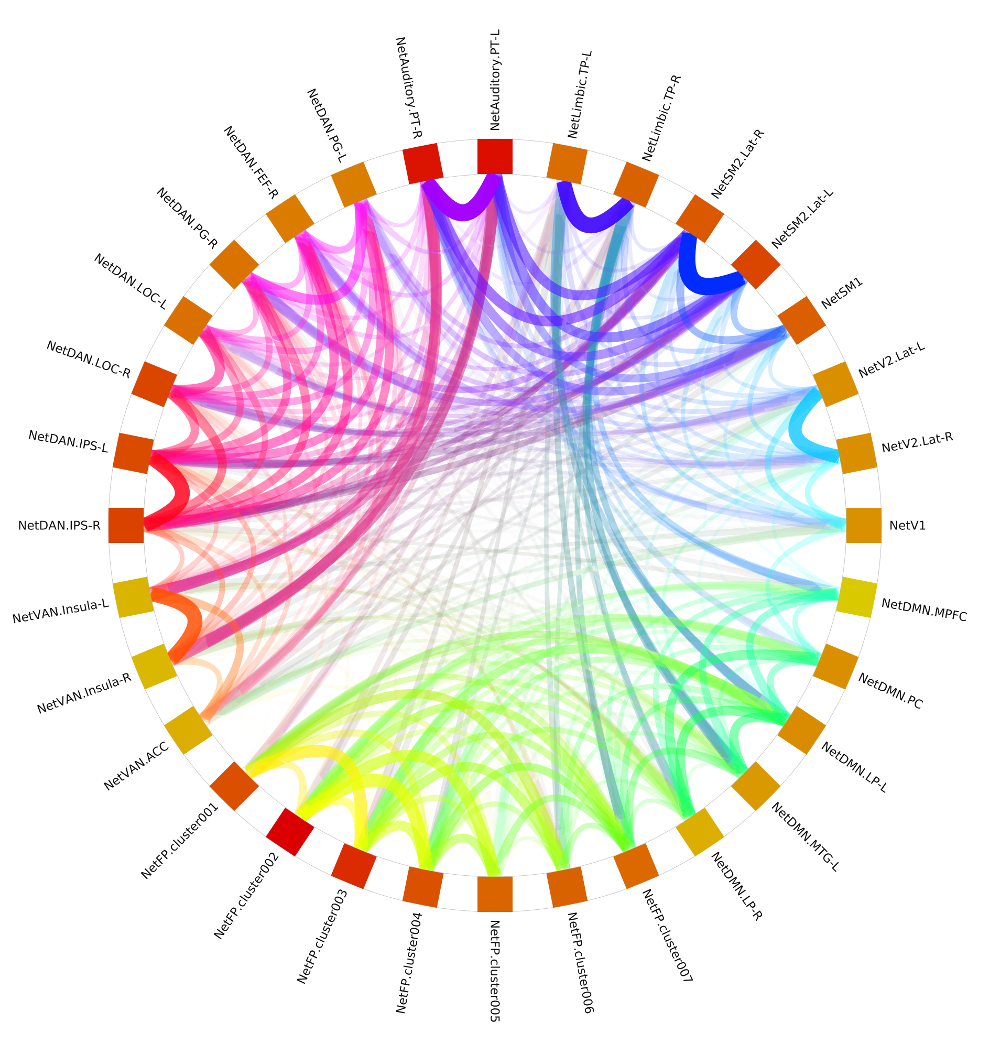 NetAuditory.PT-L
NetLimbic.TP-L
NetLimbic.TP-R
NetSM2.Lat-R
NetSM2.Lat-L
NetSM1
NetV2.Lat-L
NetV2.Lat-R
NetV1
NetDMN.MPFC
NetDMN.PC
NetDMN.LP-L
NetDMN.MTG-L
NetDMN.LP-R
NetFP.cluster007
NetFP.cluster006
NetFP.cluster005
NetFP.cluster004
NetFP.cluster003
NetFP.cluster002
NetFP.cluster001
NetVAN.ACC
NetVAN.Insula-R
NetVAN.Insula-L
NetDAN.IPS-R
NetDAN.IPS-L
NetDAN.LOC-R
NetDAN.LOC-L
NetDAN.PG-R
NetDAN.FEF-R
NetDAN.PG-L
NetAuditory.PT-R